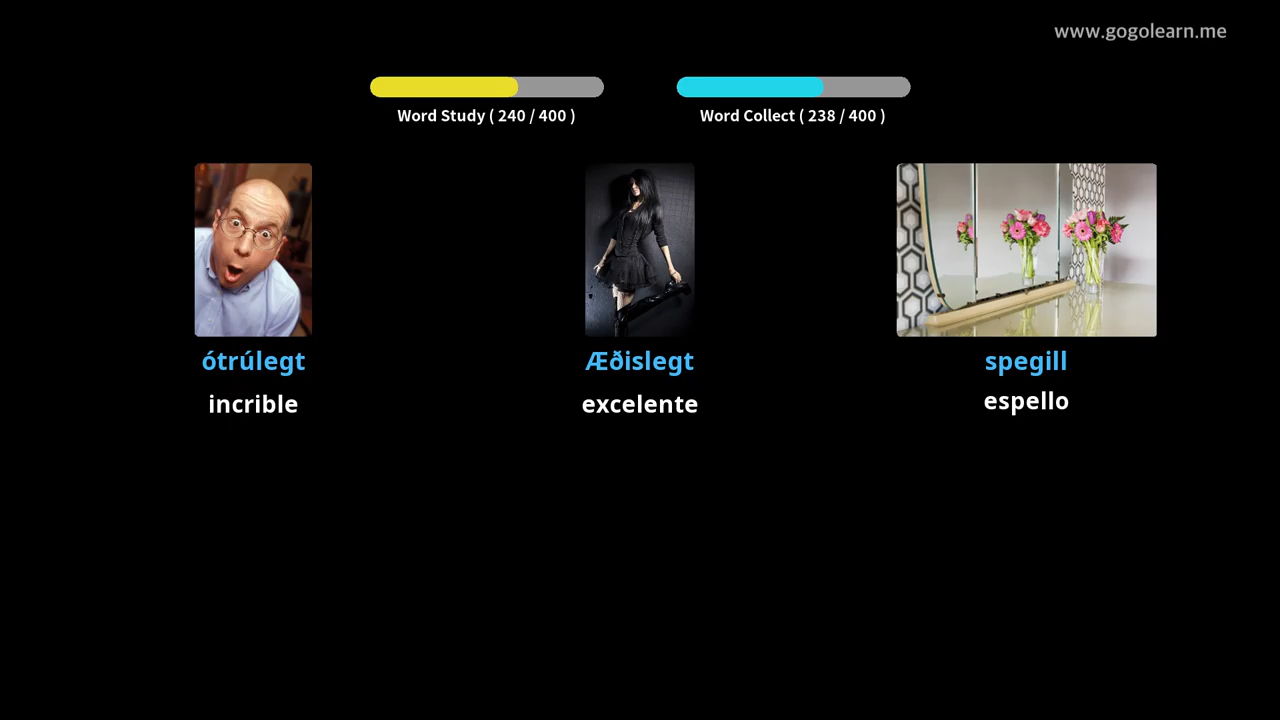 www.gogolearn.me
Word Study ( 240 / 400 )
Word Collect ( 238 / 400 )
ótrúlegt
Æðislegt
spegill
incrible
excelente
espello